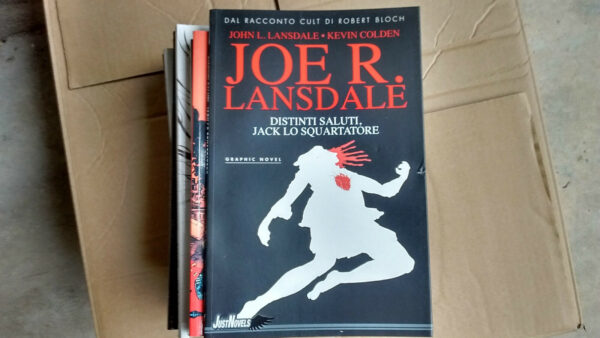 DAL RACCONTO CULT DI ROBERT BLOCH
JOHN L. LANSDALE • KEVIN COLDEN
JOE R.
LANSDALE
DISTINTI SALUTI,
JACK LO SQUARTATORE
GRAPHIC NOVEL
JUSTNOVELS